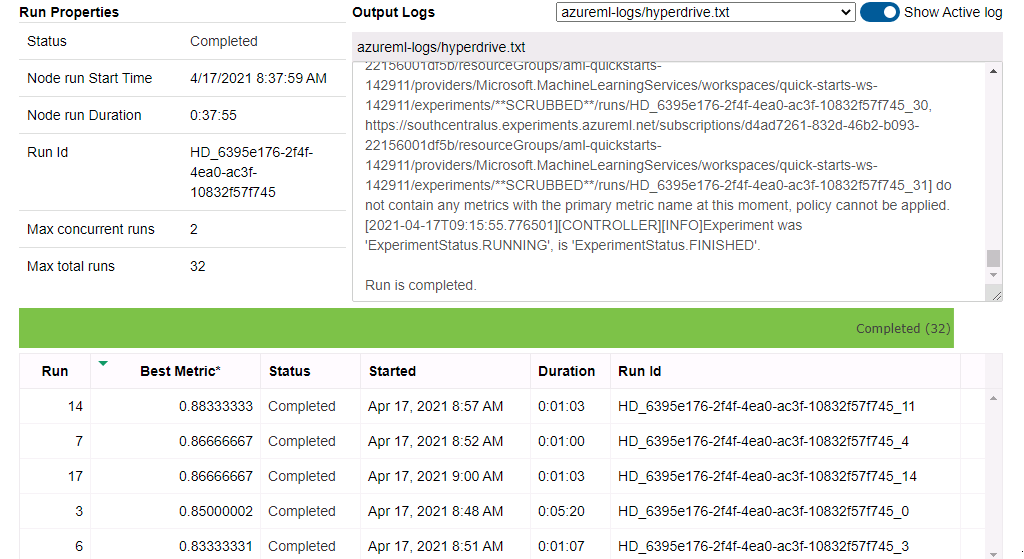 Run Properties
Status Completed
Node run Start Time 4/17/2021 8:37:59 AM
Node run Duration 0:37:55
Run Id HD_6395e176-2f4f-
4ea0-ac3f-
10832f57f745
Max concurrent runs 2
Max total runs 32
Output Logs azureml-logs/hyperdrive.txt Show Active log
azureml-logs/hyperdrive.txt
22156001df5b/resourceGroups/aml-quickstarts-
142911/providers/Microsoft.MachineLearningServices/workspaces/quick-starts-ws-
142911/experiments/**SCRUBBED**/runs/HD_6395e176-2f4f-4ea0-ac3f-10832f57f745_30,
https://southcentralus.experiments.azureml.net/subscriptions/d4ad7261-832d-46b2-b093-
22156001df5b/resourceGroups/aml-quickstarts-
142911/providers/Microsoft.MachineLearningServices/workspaces/quick-starts-ws-
142911/experiments/**SCRUBBED**/runs/HD_6395e176-2f4f-4ea0-ac3f-10832f57f745_31] do
not contain any metrics with the primary metric name at this moment, policy cannot be applied.
[2021-04-17T09:15:55.776501][CONTROLLER][INFO]Experiment was
'ExperimentStatus.RUNNING', is 'ExperimentStatus.FINISHED'.
Run is completed.
Completed (32)
Run Best Metric* Status Started Duration Run Id
14 0.88333333 Completed Apr 17, 2021 8:57 AM 0:01:03 HD_6395e176-2f4f-4ea0-ac3f-10832f57f745_11
7 0.86666667 Completed Apr 17, 2021 8:52 AM 0:01:00 HD_6395e176-2f4f-4ea0-ac3f-10832f57f745_4
17 0.86666667 Completed Apr 17, 2021 9:00 AM 0:01:03 HD_6395e176-2f4f-4ea0-ac3f-10832f57f745_14
3 0.85000002 Completed Apr 17, 2021 8:48 AM 0:05:20 HD_6395e176-2f4f-4ea0-ac3f-10832f57f745_0
6 0.83333331 Completed Apr 17, 2021 8:51 AM 0:01:07 HD_6395e176-2f4f-4ea0-ac3f-10832f57f745_3